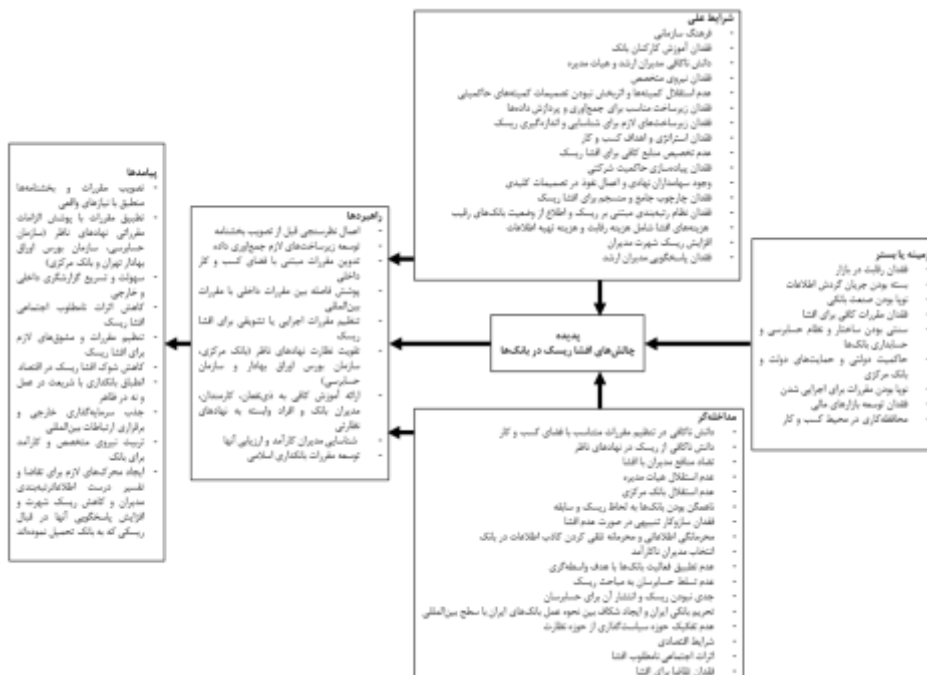 شرایط علی
- فرهنگ سازمانی
- فقدان آموزش کارکنان بانک
- دانش ناکافی مدیران ارشد و هیات مدیره
- فقدان نیروی متخصص
- عدم استقلال کمیته‌ها و اثربخش نبودن تصمیمات کمیته‌های حاکمیتی
- فقدان زیرساخت مناسب برای جمع‌آوری و پردازش داده‌ها
- فقدان زیرساخت‌های لازم برای شناسایی و اندازه‌گیری ریسک
- فقدان استراتژی و اهداف کسب و کار
- عدم تخصیص منابع کافی برای افشا ریسک
- فقدان پیاده‌سازی حاکمیت شرکتی
- وجود سهامداران نهادی و اعمال نفوذ در تصمیمات کلیدی
- فقدان چارچوب جامع و منسجم برای افشا ریسک
- فقدان نظام رتبه‌بندی مبتنی بر ریسک و اطلاع از وضعیت بانک‌های رقیب
- هزینه‌های افشا شامل هزینه رقابت و هزینه تهیه اطلاعات
- افزایش ریسک شهرت مدیران
- فقدان پاسخگویی مدیران ارشد
زمینه یا بستر
- فقدان رقابت در بازار
- بسته بودن جریان گردش اطلاعات
- نوپا بودن صنعت بانکی
- فقدان مقررات کافی برای افشا
- سنتی بودن ساختار و نظام حسابرسی و
حسابداری بانک‌ها
- حاکمیت دولتی و حمایت‌های دولت و
بانک مرکزی
- نوپا بودن مقررات برای اجرایی شدن
- فقدان توسعه بازارهای مالی
- محافظه‌کاری در محیط کسب و کار
پدیده
چالش‌های افشا ریسک در بانک‌ها
مداخله‌گر
- دانش ناکافی در تنظیم مقررات متناسب با فضای کسب و کار
- دانش ناکافی از ریسک در نهادهای ناظر
- تضاد منافع مدیران با افشا
- عدم استقلال هیات مدیره
- عدم استقلال بانک مرکزی
- ناهمگن بودن بانک‌ها به لحاظ ریسک و سابقه
- فقدان سازوکار تنبیهی در صورت عدم افشا
- محرمانگی اطلاعاتی و محرمانه تلقی کردن کاذب اطلاعات در بانک
- انتخاب مدیران ناکارآمد
- عدم تطبیق فعالیت بانک‌ها با هدف واسطه‌گری
- عدم تسلط حسابرسان به مباحث ریسک
- جدی نبودن ریسک و انتشار آن برای حسابرسان
- تحریم بانکی ایران و ایجاد شکاف بین نحوه عمل بانک‌های ایران با سطح بین‌المللی
- عدم تفکیک حوزه سیاست‌گذاری از حوزه نظارت
- شرایط اقتصادی
- اثرات اجتماعی نامطلوب افشا
- فقدان تقاضا برای افشا
راهبردها
- اعمال نظرسنجی قبل از تصویب بخشنامه
- توسعه زیرساخت‌های لازم جمع‌آوری داده
- تدوین مقررات مبتنی با فضای کسب و کار
داخلی
- پوشش فاصله بین مقررات داخلی با مقررات
بین‌المللی
- تنظیم مقررات اجرایی یا تشویقی برای افشا
ریسک
- تقویت نظارت نهادهای ناظر (بانک مرکزی،
سازمان بورس اوراق بهادار و سازمان
حسابرسی)
- ارائه آموزش کافی به ذی‌نفعان، کارمندان،
مدیران بانک و افراد وابسته به نهادهای
نظارتی
- شناسایی مدیران کارآمد و ارزیابی آنها
- توسعه مقررات بانکداری اسلامی
پیامدها
- تصویب مقررات و بخشنامه‌ها
منطبق با نیازهای واقعی
- تطبیق مقررات با پوشش الزامات
مقرراتی نهادهای ناظر (سازمان
حسابرسی، سازمان بورس اوراق
بهادار تهران و بانک مرکزی)
- سهولت و تسریع گزارشگری داخلی
و خارجی
- کاهش اثرات نامطلوب اجتماعی
افشا ریسک
- تنظیم مقررات و مشوق‌های لازم
برای افشا ریسک
- کاهش شوک افشا ریسک در اقتصاد
- انطباق بانکداری با شریعت در عمل
و نه در ظاهر
- جذب سرمایه‌گذاری خارجی و
برقراری ارتباطات بین‌المللی
- تربیت نیروی متخصص و کارآمد
برای بانک
- ایجاد محرک‌های لازم برای تقاضا و
تفسیر درست اطلاعات‌رتبه‌بندی
مدیران و کاهش ریسک شهرت و
افزایش پاسخگویی آنها در قبال
ریسکی که به بانک تحمیل نموده‌اند